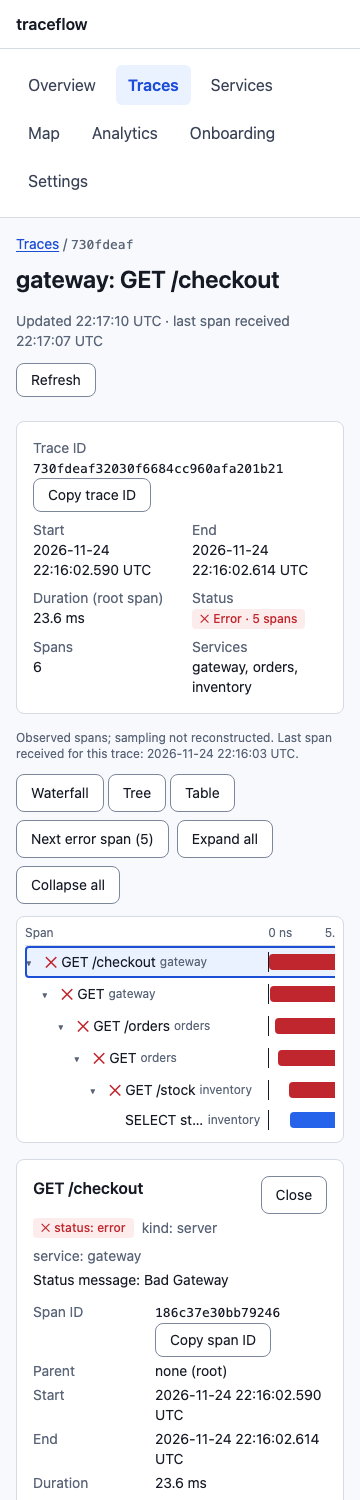 traceflow
Overview Traces Services
Map Analytics Onboarding
Settings
Traces / 730fdeaf
gateway: GET /checkout
Updated 22:17:10 UTC · last span received
22:17:07 UTC
Refresh
Trace ID
730fdeaf32030f6684cc960afa201b21
Copy trace ID
Start End
2026-11-24 2026-11-24
22:16:02.590 UTC 22:16:02.614 UTC
Duration (root span) Status
23.6 ms Error · 5 spans
Spans Services
6 gateway, orders,
inventory
Observed spans; sampling not reconstructed. Last span
received for this trace: 2026-11-24 22:16:03 UTC.
Waterfall Tree Table
Next error span (5) Expand all
Collapse all
Span 0 ns 5.
GET /checkout gateway
GET gateway
GET /orders orders
GET orders
GET /stock inventory
SELECT st... inventory
GET /checkout Close
status: error kind: server
service: gateway
Status message: Bad Gateway
Span ID 186c37e30bb79246
Copy span ID
Parent none (root)
Start 2026-11-24 22:16:02.590
UTC
End 2026-11-24 22:16:02.614
UTC
Duration 23.6 ms